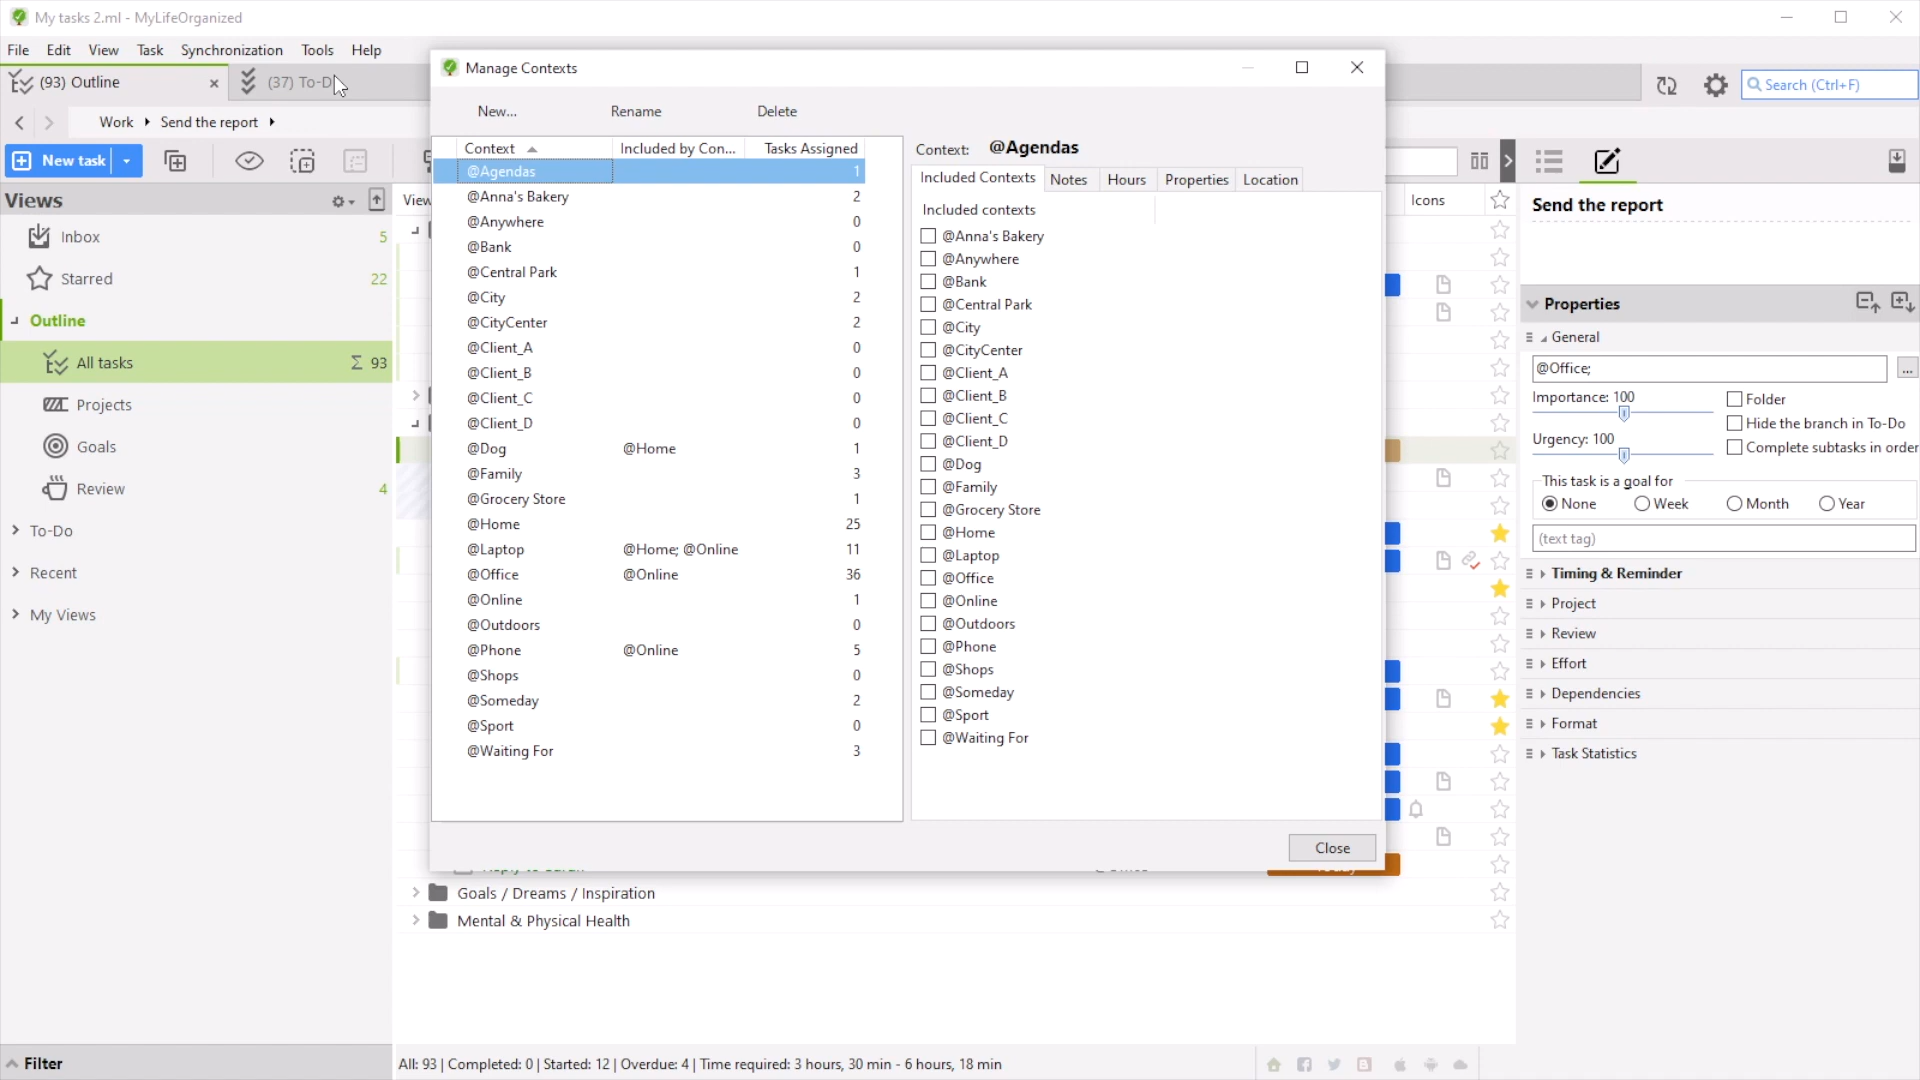 My tasks 2.ml - MyLifeOrganized
File Edit View Task Synchronization Tools Help
(93) Outline
(37) To-D
Search (Ctrl+F)
Work Send the report
New task
Views
Inbox 5
Starred 22
Outline
All tasks Σ 93
Projects
Goals
Review 4
To-Do
Recent
My Views
Filter
View
Manage Contexts
New... Rename Delete
Context Included by Con... Tasks Assigned
@Agendas 1
@Anna's Bakery 2
@Anywhere 0
@Bank 0
@Central Park 1
@City 2
@CityCenter 2
@Client_A 0
@Client_B 0
@Client_C 0
@Client_D 0
@Dog @Home 1
@Family 3
@Grocery Store 1
@Home 25
@Laptop @Home; @Online 11
@Office @Online 36
@Online 1
@Outdoors 0
@Phone @Online 5
@Shops 0
@Someday 2
@Sport 0
@Waiting For 3
Context: @Agendas
Included Contexts Notes Hours Properties Location
Included contexts
@Anna's Bakery
@Anywhere
@Bank
@Central Park
@City
@CityCenter
@Client_A
@Client_B
@Client_C
@Client_D
@Dog
@Family
@Grocery Store
@Home
@Laptop
@Office
@Online
@Outdoors
@Phone
@Shops
@Someday
@Sport
@Waiting For
Close
Goals / Dreams / Inspiration
Mental & Physical Health
Icons
Send the report
Properties
General
@Office; ...
Importance: 100
Folder
Hide the branch in To-Do
Urgency: 100
Complete subtasks in order
This task is a goal for
None Week Month Year
(text tag)
Timing & Reminder
Project
Review
Effort
Dependencies
Format
Task Statistics
All: 93 | Completed: 0 | Started: 12 | Overdue: 4 | Time required: 3 hours, 30 min - 6 hours, 18 min